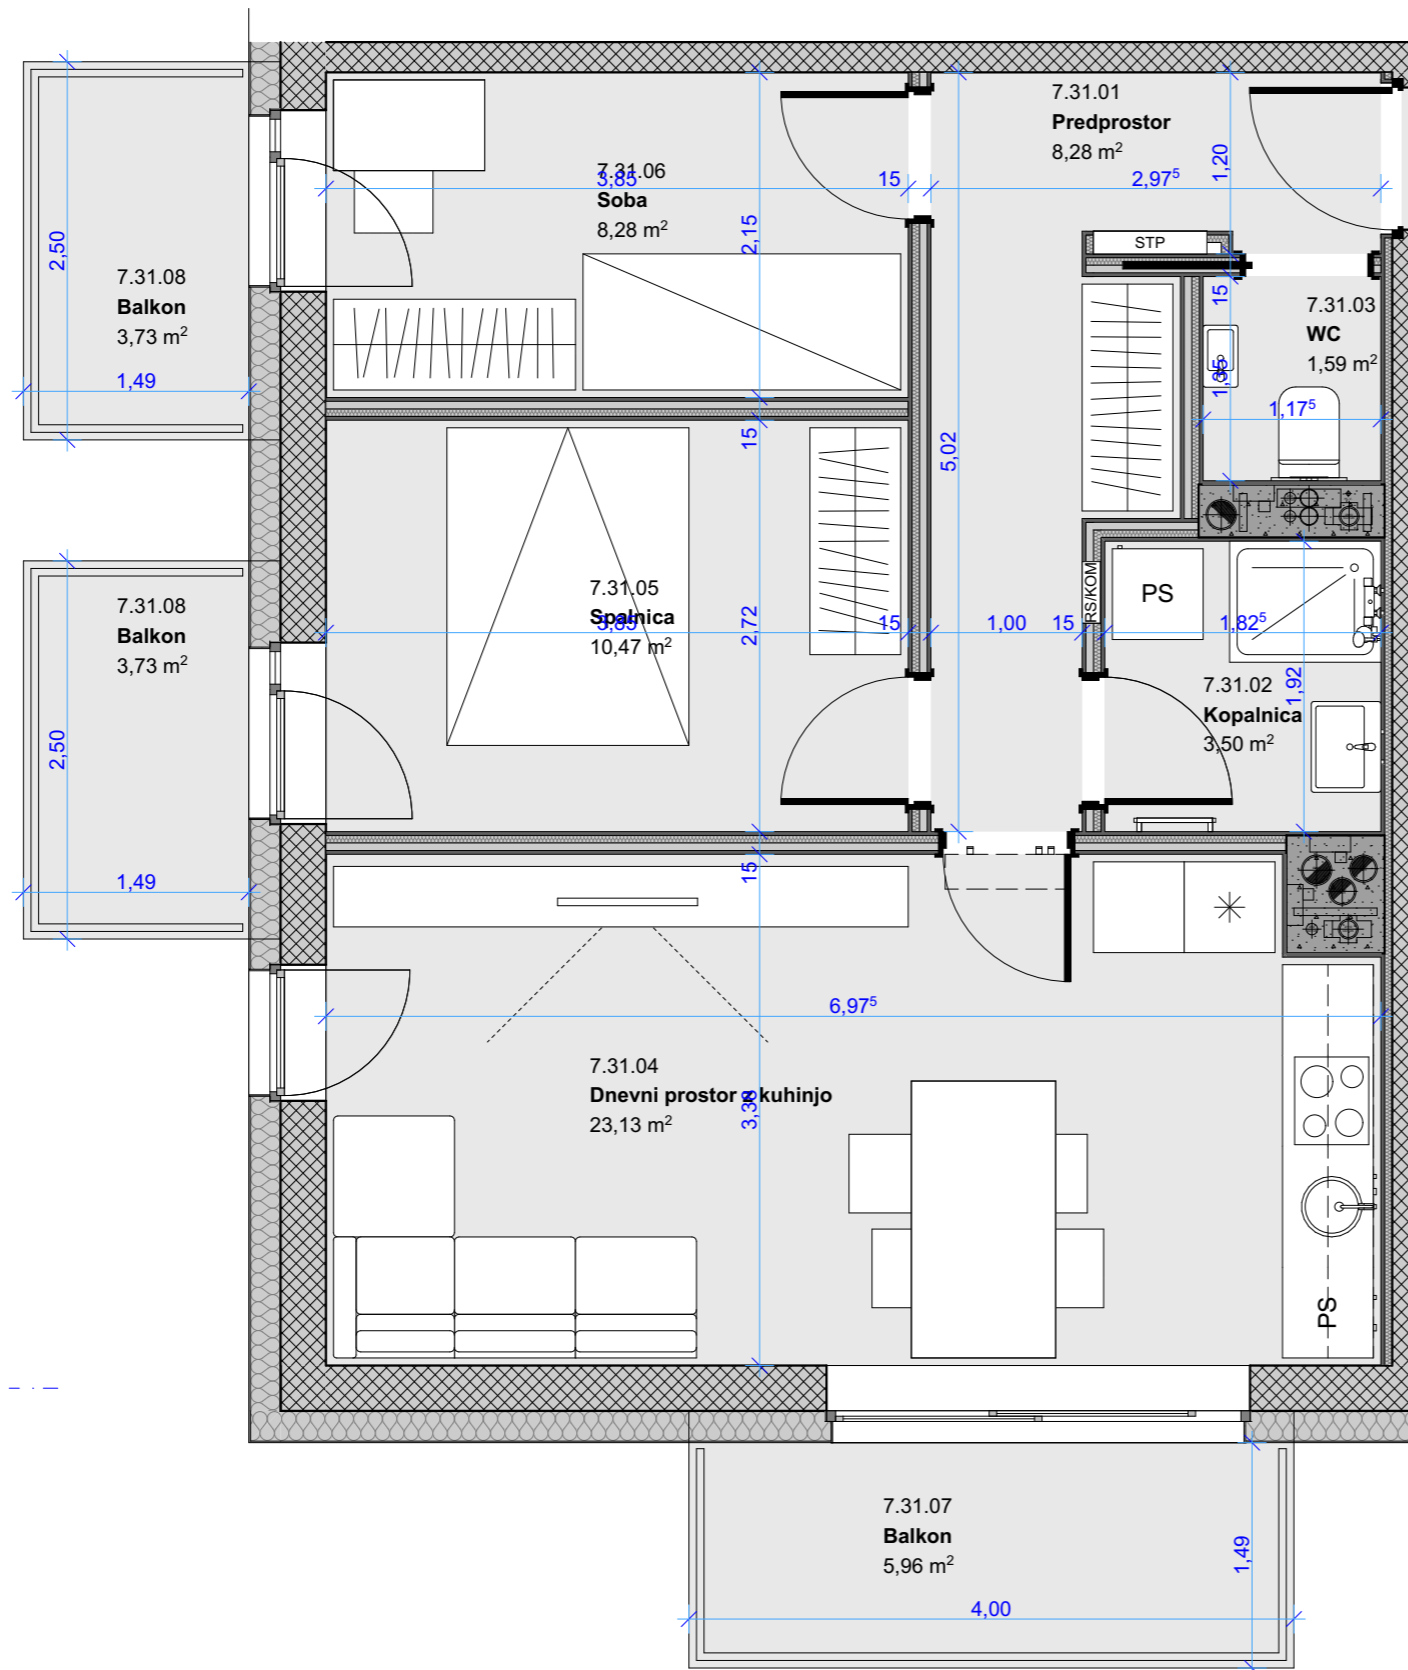 7.31.01
Predprostor
8,28 m²
1,20
2,97⁵
15
7.31.06
Soba
8,28 m²
3,85
2,15
2,50
7.31.08
Balkon
3,73 m²
1,49
STP
15
7.31.03
WC
1,59 m²
1,35
1,17⁵
15
5,02
7.31.05
Spalnica
10,47 m²
3,85
2,72
15
1,00
15
RS/KOM
PS
1,82⁵
1,92
7.31.02
Kopalnica
3,50 m²
7.31.08
Balkon
3,73 m²
2,50
1,49
15
6,97⁵
7.31.04
Dnevni prostor z kuhinjo
23,13 m²
PS
7.31.07
Balkon
5,96 m²
1,49
4,00